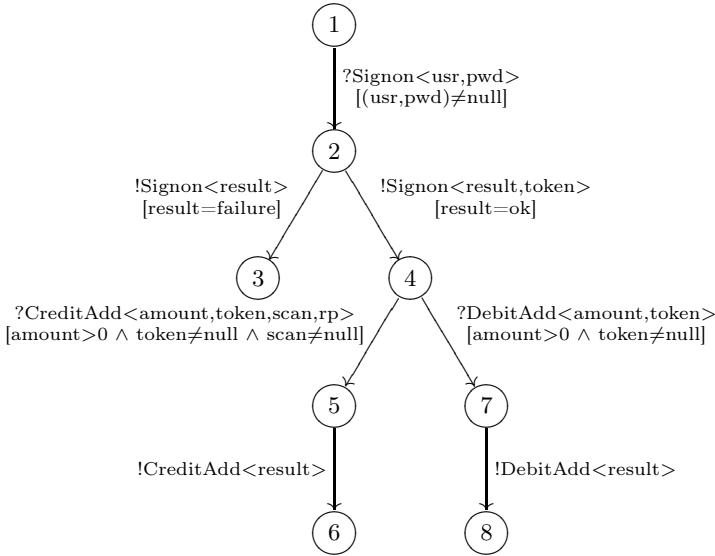 1
?Signon<usr,pwd>
[(usr,pwd)≠null]
2
!Signon<result>
[result=failure]
!Signon<result,token>
[result=ok]
3
4
?CreditAdd<amount,token,scan,rp>
[amount>0 ∧ token≠null ∧ scan≠null]
?DebitAdd<amount,token>
[amount>0 ∧ token≠null]
5
7
!CreditAdd<result>
!DebitAdd<result>
6
8